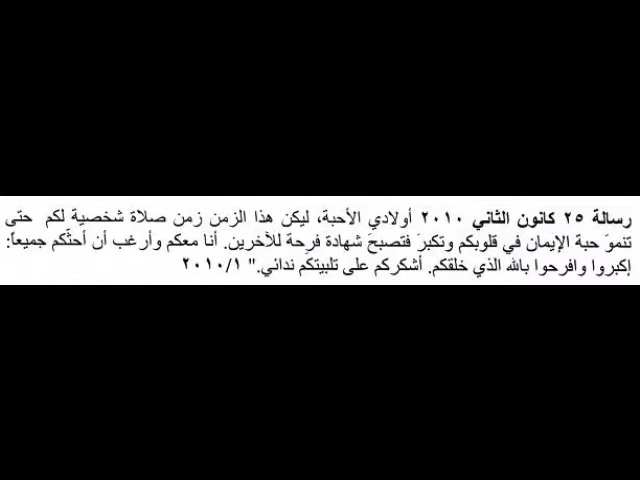 رسالة ٢٥ كانون الثاني ٢٠١٠ أولادي الأحبة، ليكن هذا الزمن زمن صلاة شخصية لكم حتى
تنموَ حبة الإيمان في قلوبكم وتكبرَ فتصبحَ شهادة فرِحة للآخرين. أنا معكم وأرغب أن أحثّكم جميعاً:
إكبروا وافرحوا بالله الذي خلقكم. أشكركم على تلبيتكم ندائي." ٢٠١٠/١